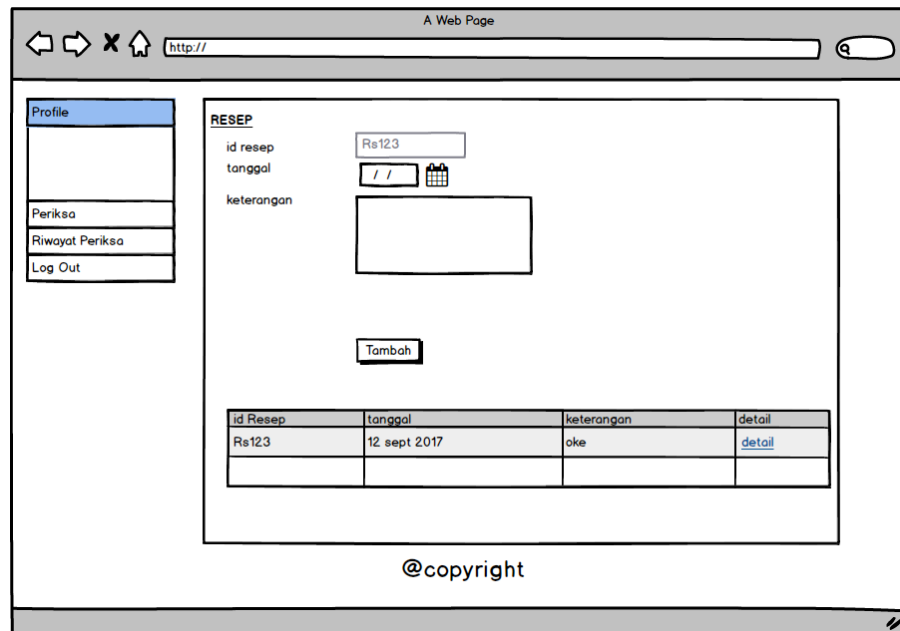 A Web Page
http://
Profile
Periksa
Riwayat Periksa
Log Out
RESEP
id resep Rs123
tanggal / /
keterangan
Tambah
id Resep tanggal keterangan detail
Rs123 12 sept 2017 oke detail
@copyright